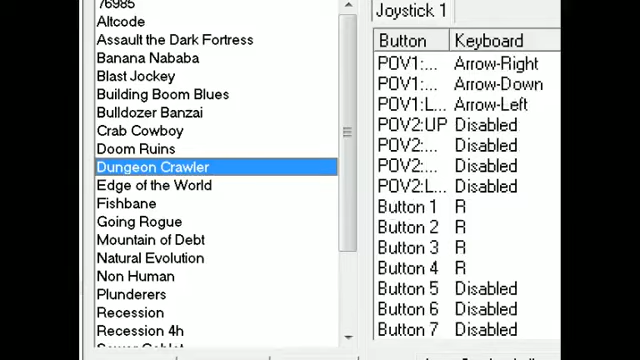 76985
Altcode
Assault the Dark Fortress
Banana Nababa
Blast Jockey
Building Boom Blues
Bulldozer Banzai
Crab Cowboy
Doom Ruins
Dungeon Crawler
Edge of the World
Fishbane
Going Rogue
Mountain of Debt
Natural Evolution
Non Human
Plunderers
Recession
Recession 4h
Joystick 1
Button Keyboard
POV1:... Arrow-Right
POV1:... Arrow-Down
POV1:L... Arrow-Left
POV2:UP Disabled
POV2:... Disabled
POV2:... Disabled
POV2:L... Disabled
Button 1 R
Button 2 R
Button 3 R
Button 4 R
Button 5 Disabled
Button 6 Disabled
Button 7 Disabled